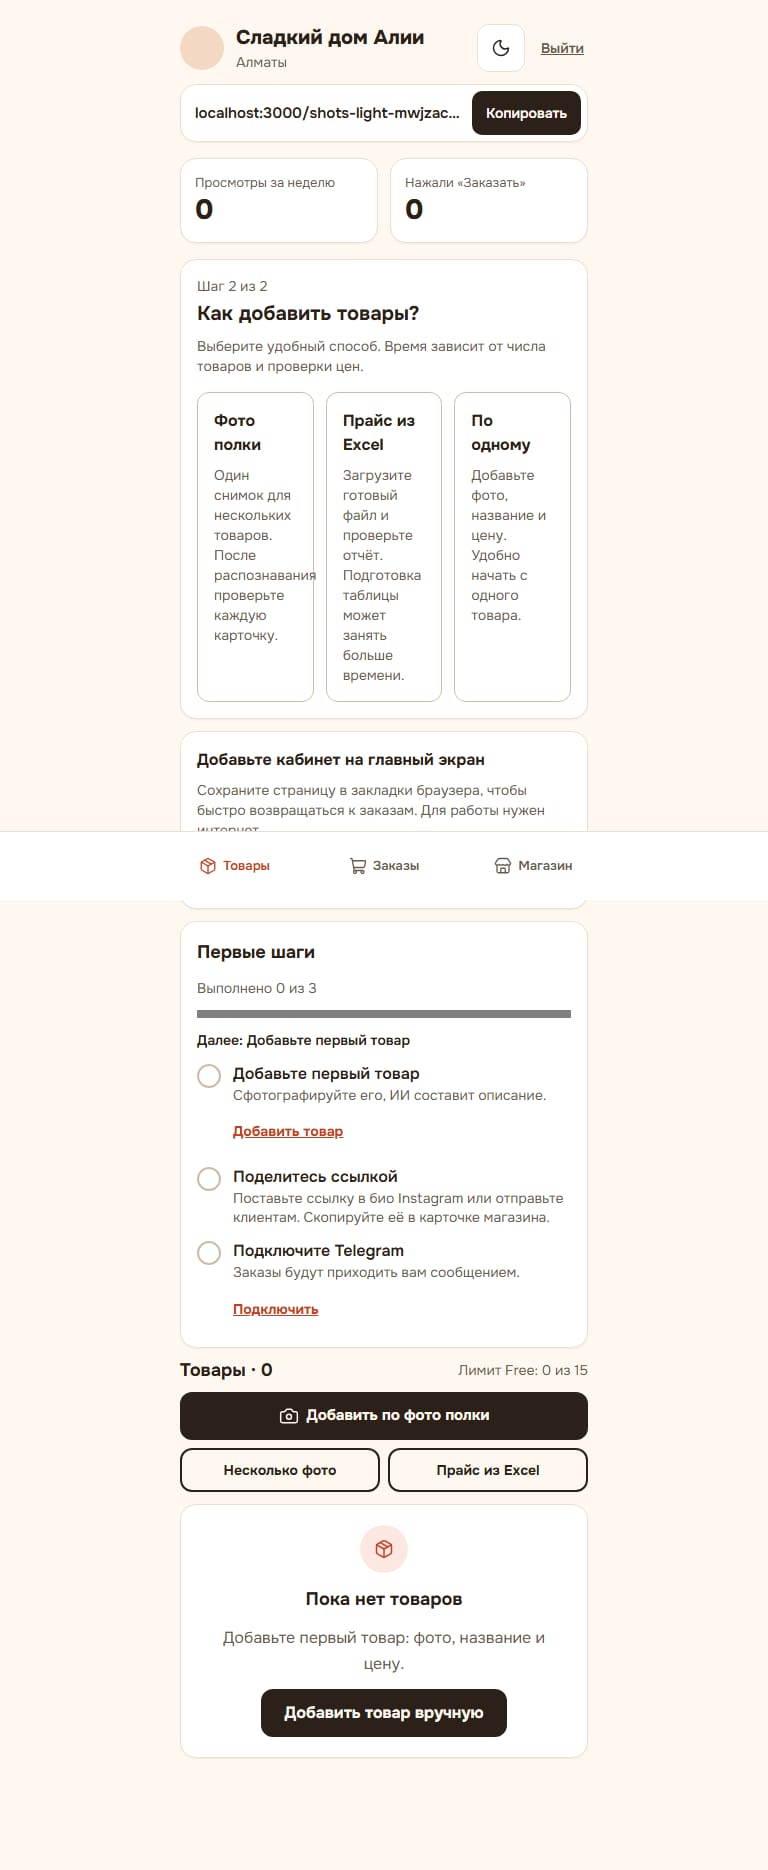 Сладкий дом Алии
Алматы
Выйти
localhost:3000/shots-light-mwjzac...
Копировать
Просмотры за неделю
0
Нажали «Заказать»
0
Шаг 2 из 2
Как добавить товары?
Выберите удобный способ. Время зависит от числа
товаров и проверки цен.
Фото
полки
Один
снимок для
нескольких
товаров.
После
распознавания
проверьте
каждую
карточку.
Прайс из
Excel
Загрузите
готовый
файл и
проверьте
отчёт.
Подготовка
таблицы
может
занять
больше
времени.
По
одному
Добавьте
фото,
название и
цену.
Удобно
начать с
одного
товара.
Добавьте кабинет на главный экран
Сохраните страницу в закладки браузера, чтобы
быстро возвращаться к заказам. Для работы нужен
интернет.
Товары
Заказы
Магазин
Первые шаги
Выполнено 0 из 3
Далее: Добавьте первый товар
Добавьте первый товар
Сфотографируйте его, ИИ составит описание.
Добавить товар
Поделитесь ссылкой
Поставьте ссылку в био Instagram или отправьте
клиентам. Скопируйте её в карточке магазина.
Подключите Telegram
Заказы будут приходить вам сообщением.
Подключить
Товары · 0
Лимит Free: 0 из 15
Добавить по фото полки
Несколько фото
Прайс из Excel
Пока нет товаров
Добавьте первый товар: фото, название и
цену.
Добавить товар вручную